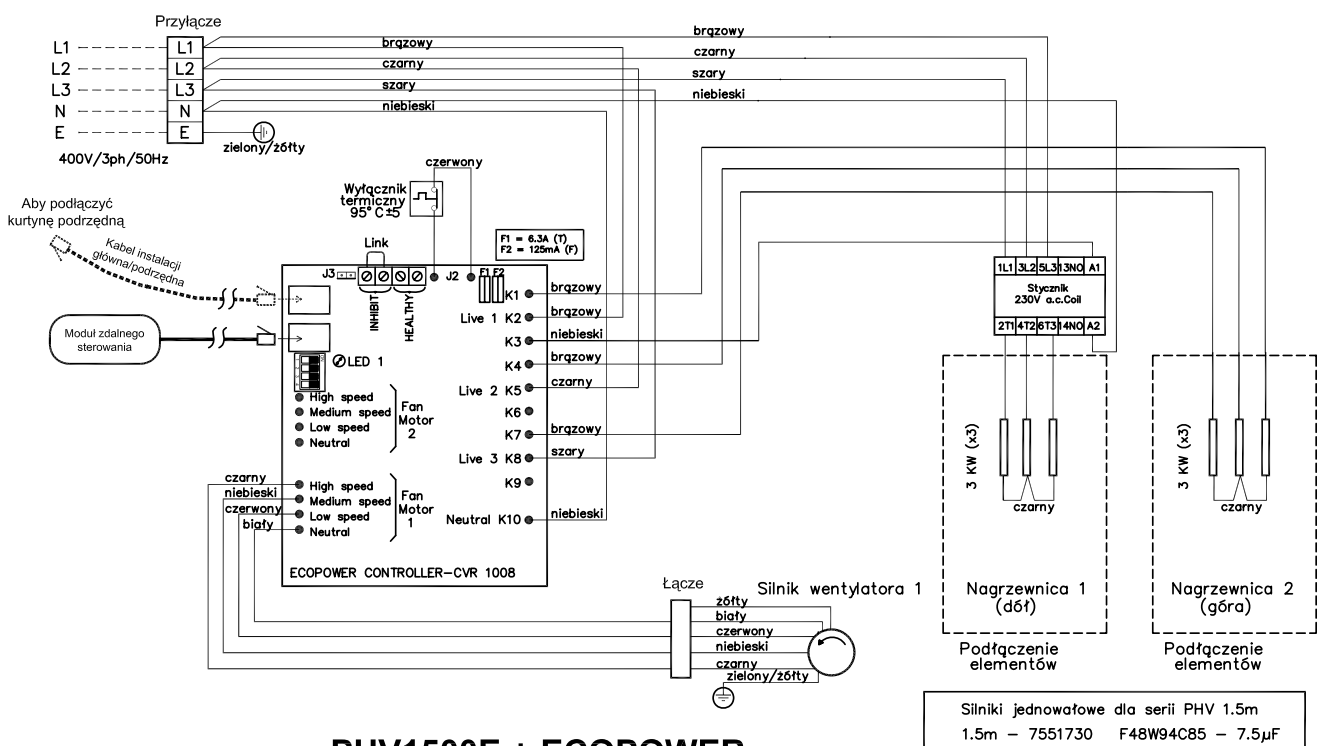 Przyłącze
L1 L1
L2 L2
L3 L3
N N
E E
400V/3ph/50Hz
brązowy
czarny
szary
niebieski
zielony/żółty
brązowy
czarny
szary
niebieski
czerwony
Wyłącznik
termiczny
95°C±5
Aby podłączyć
kurtynę podrzędną
Kabel instalacji
główna/podrzędna
Moduł zdalnego
sterowania
Link
J3
INHIBIT
HEALTHY
J2
F1 F2
F1 = 6.3A (T)
F2 = 125mA (F)
LED 1
High speed
Medium speed
Low speed
Neutral
Fan
Motor
2
High speed
Medium speed
Low speed
Neutral
Fan
Motor
1
czarny
niebieski
czerwony
biały
K1 brązowy
Live 1 K2 brązowy
K3 niebieski
K4 brązowy
Live 2 K5 czarny
K6
K7 brązowy
Live 3 K8 szary
K9
Neutral K10 niebieski
ECOPOWER CONTROLLER-CVR 1008
1L1 3L2 5L3 13NO A1
Stycznik
230V a.c.Coil
2T1 4T2 6T3 14NO A2
3 KW (x3)
czarny
Nagrzewnica 1
(dół)
Podłączenie
elementów
3 KW (x3)
czarny
Nagrzewnica 2
(góra)
Podłączenie
elementów
Łącze
Silnik wentylatora 1
żółty
biały
czerwony
niebieski
czarny
zielony/żółty
Silniki jednowałowe dla serii PHV 1.5m
1.5m – 7551730 F48W94C85 – 7.5µF
PHV1500E + ECOPOWER